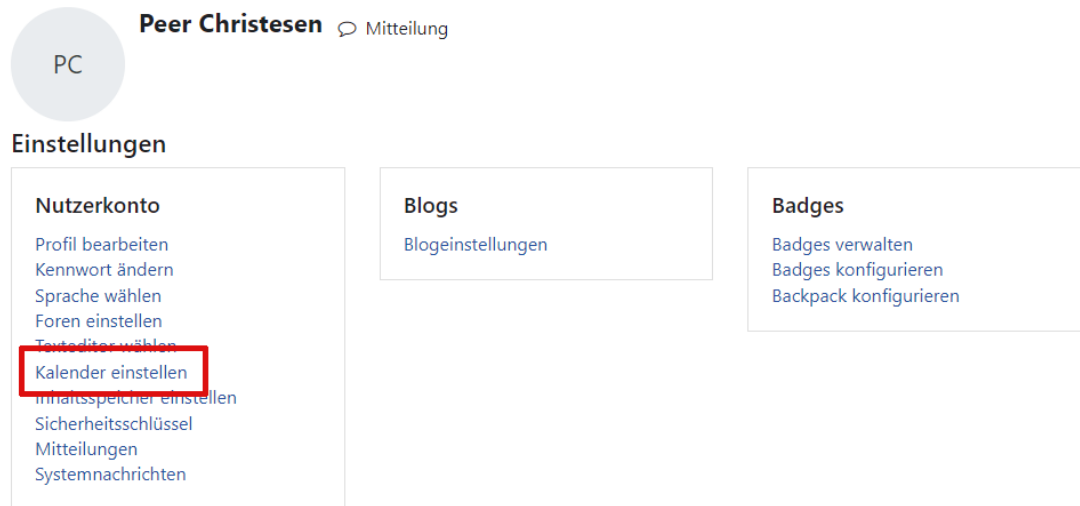 Peer Christesen Mitteilung
PC
Einstellungen
Nutzerkonto
Profil bearbeiten
Kennwort ändern
Sprache wählen
Foren einstellen
Texteditor wählen
Kalender einstellen
Inhaltsspeicher einstellen
Sicherheitsschlüssel
Mitteilungen
Systemnachrichten
Blogs
Blogeinstellungen
Badges
Badges verwalten
Badges konfigurieren
Backpack konfigurieren